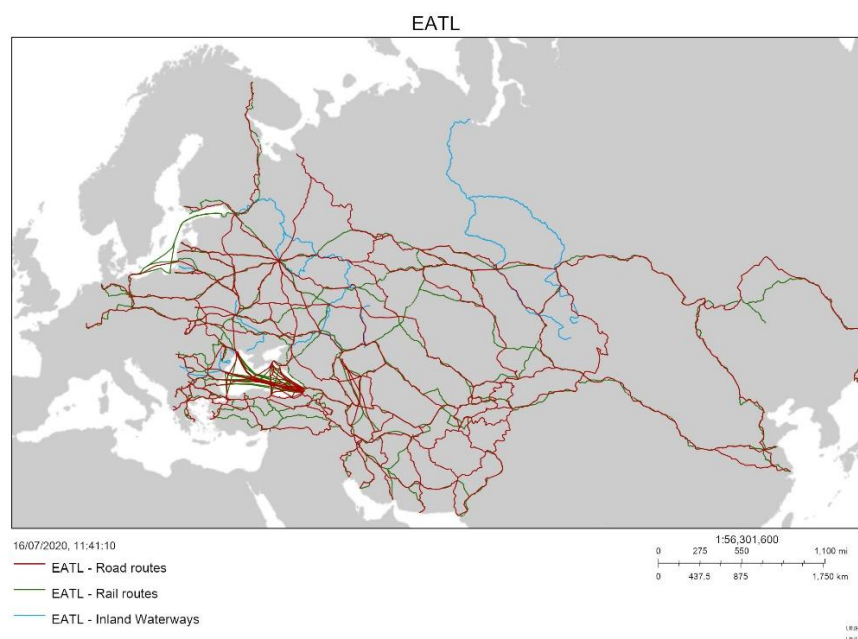 EATL
16/07/2020, 11:41:10
EATL - Road routes
EATL - Rail routes
EATL - Inland Waterways
1:56,301,600
0 275 550 1,100 mi
0 437.5 875 1,750 km